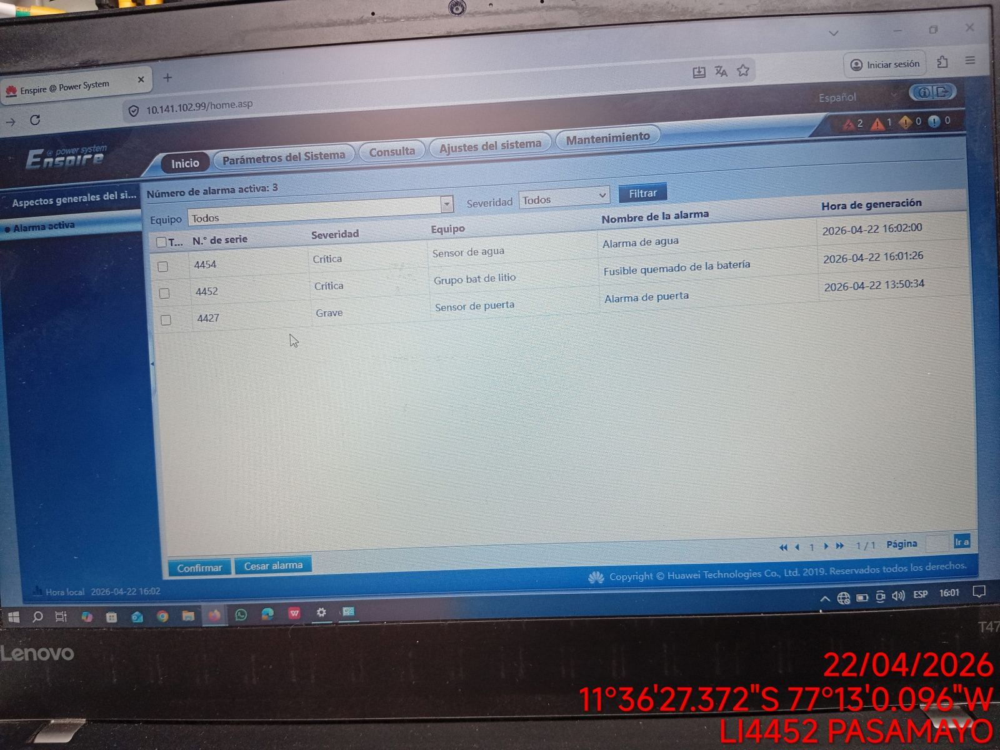 Enspire @ Power System
Iniciar sesión
10.141.102.99/home.asp
Español
2 1 0 0
@ power system
Enspire
Inicio Parámetros del Sistema Consulta Ajustes del sistema Mantenimiento
Aspectos generales del si...
Alarma activa
Número de alarma activa: 3
Equipo Todos Severidad Todos Filtrar
T... N.° de serie Severidad Equipo Nombre de la alarma Hora de generación
4454 Crítica Sensor de agua Alarma de agua 2026-04-22 16:02:00
4452 Crítica Grupo bat de litio Fusible quemado de la batería 2026-04-22 16:01:26
4427 Grave Sensor de puerta Alarma de puerta 2026-04-22 13:50:34
1 1 / 1 Página Ir a
Confirmar Cesar alarma
Copyright © Huawei Technologies Co., Ltd. 2019. Reservados todos los derechos.
Hora local 2026-04-22 16:02
ESP 16:01
T47
Lenovo
22/04/2026
11°36'27.372"S 77°13'0.096"W
LI4452 PASAMAYO